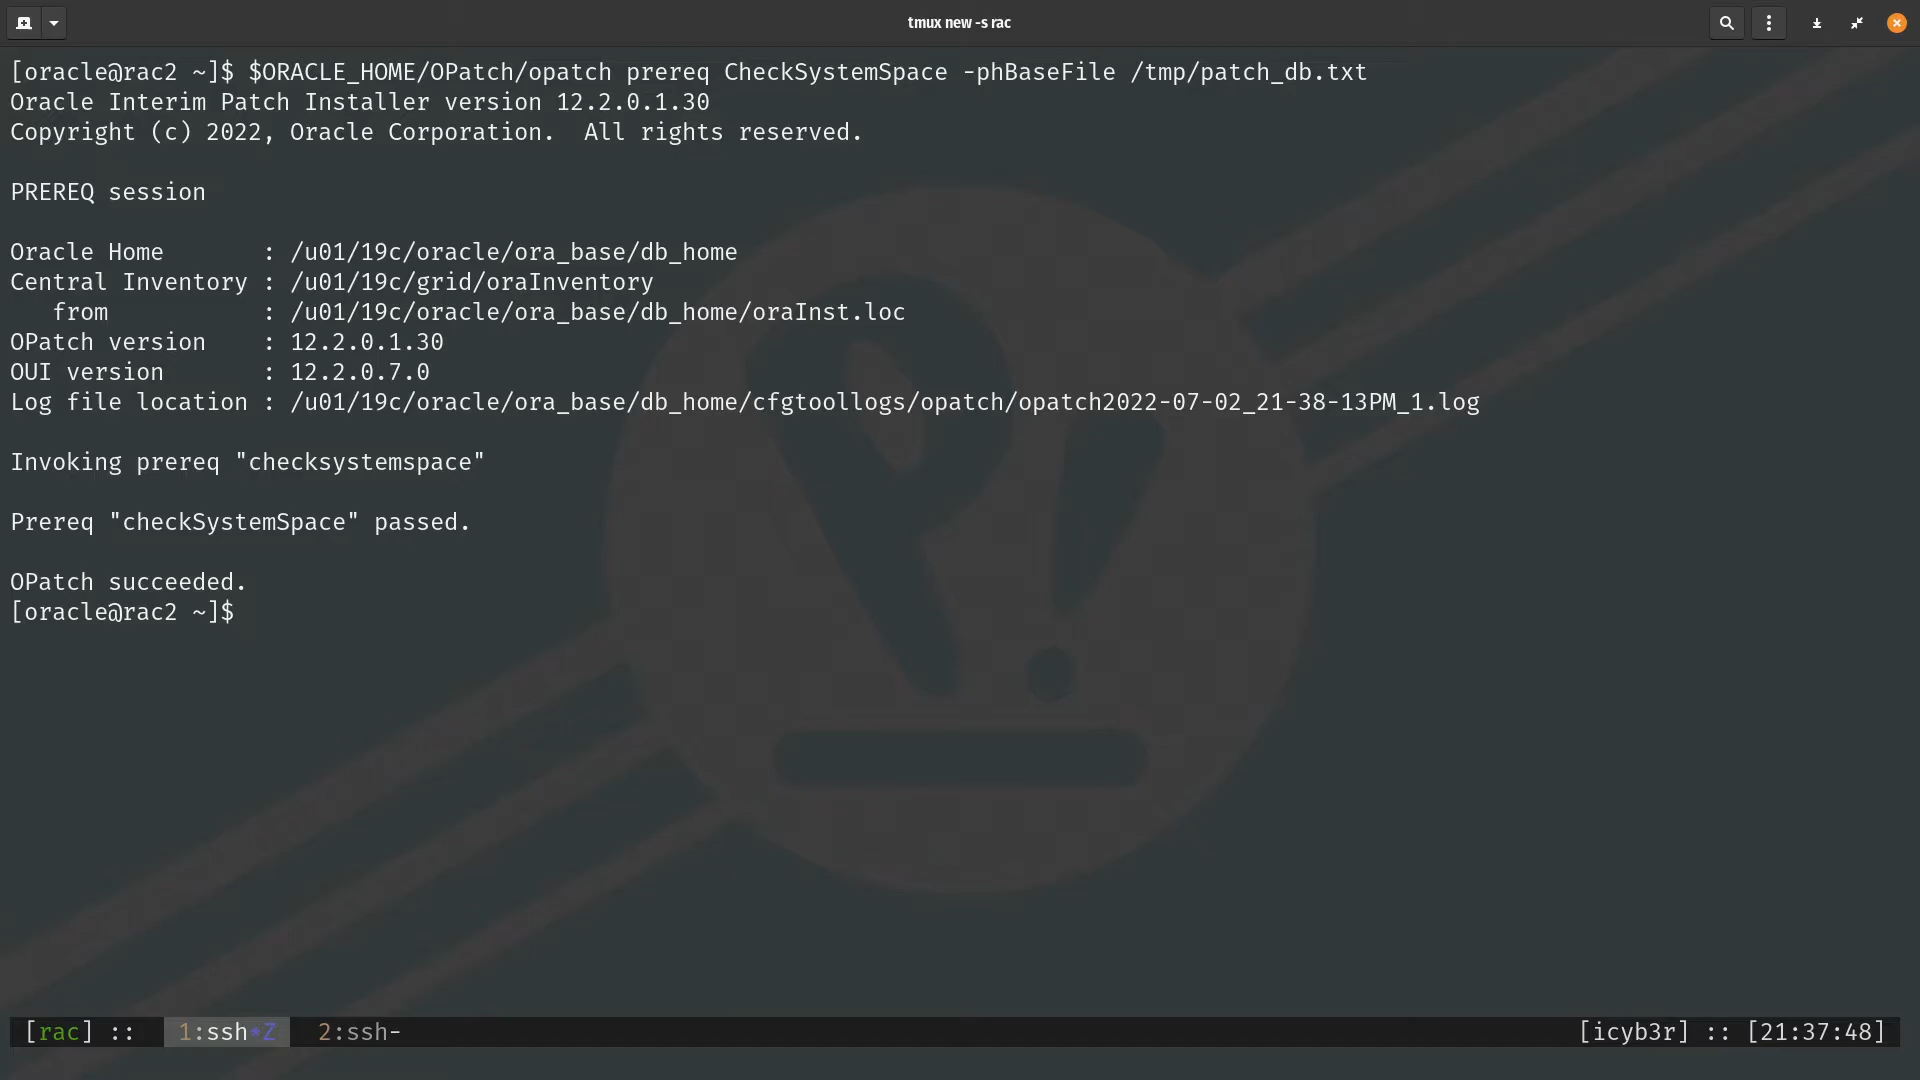 tmux new -s rac
[oracle@rac2 ~]$ $ORACLE_HOME/OPatch/opatch prereq CheckSystemSpace -phBaseFile /tmp/patch_db.txt
Oracle Interim Patch Installer version 12.2.0.1.30
Copyright (c) 2022, Oracle Corporation.  All rights reserved.
PREREQ session
Oracle Home       : /u01/19c/oracle/ora_base/db_home
Central Inventory : /u01/19c/grid/oraInventory
   from           : /u01/19c/oracle/ora_base/db_home/oraInst.loc
OPatch version    : 12.2.0.1.30
OUI version       : 12.2.0.7.0
Log file location : /u01/19c/oracle/ora_base/db_home/cfgtoollogs/opatch/opatch2022-07-02_21-38-13PM_1.log
Invoking prereq "checksystemspace"
Prereq "checkSystemSpace" passed.
OPatch succeeded.
[oracle@rac2 ~]$
[rac] ::  1:ssh*Z  2:ssh- [icyb3r] :: [21:37:48]